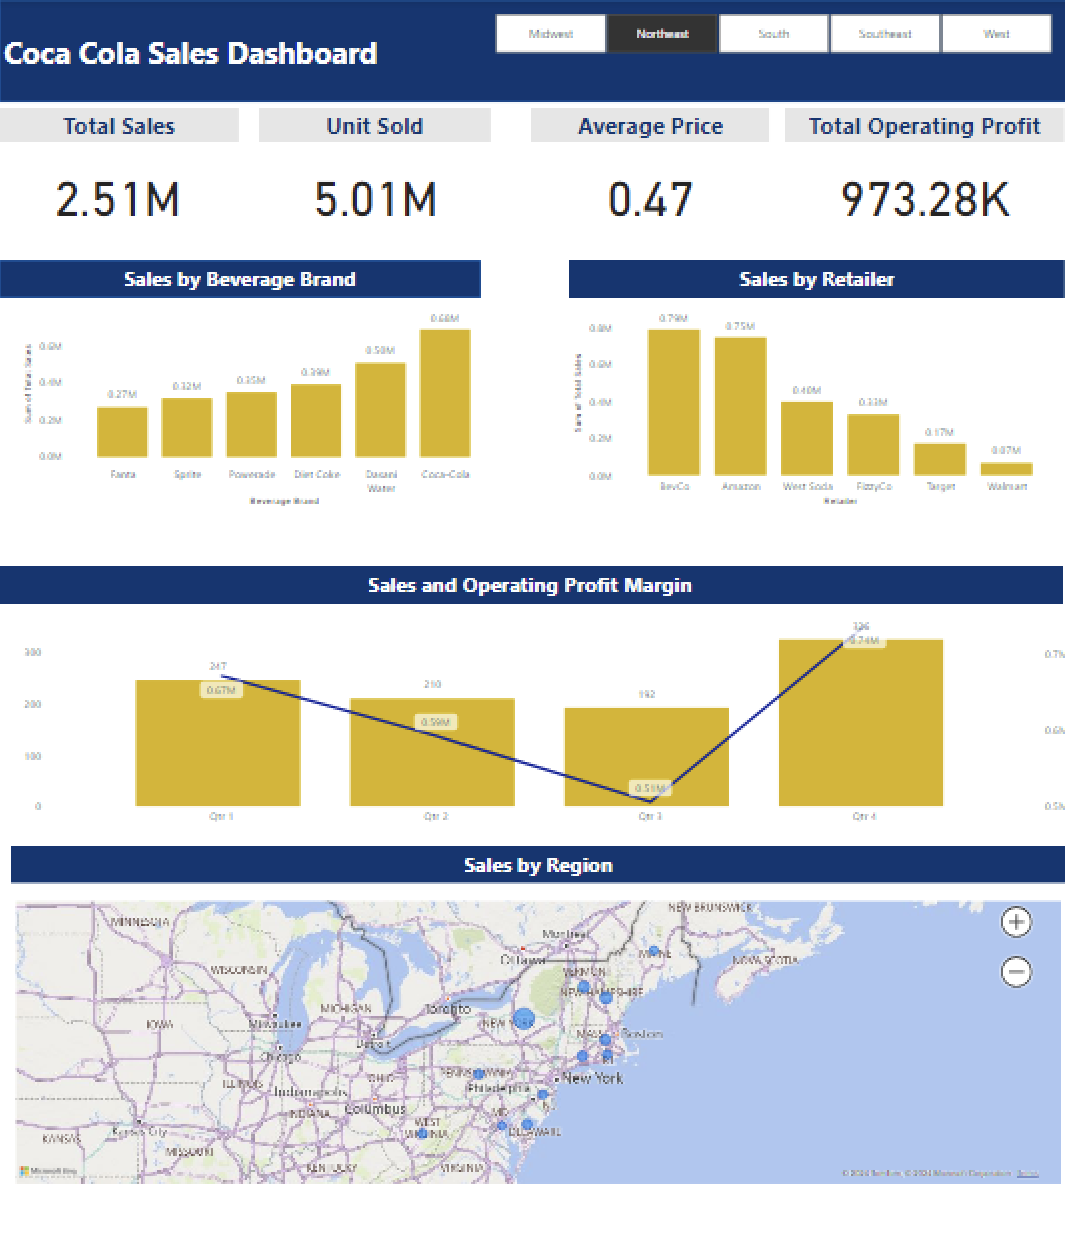 Coca Cola Sales Dashboard
Midwest
Northeast
South
Southeast
West
Total Sales
Unit Sold
Average Price
Total Operating Profit
2.51M
5.01M
0.47
973.28K
Sales by Beverage Brand
Sum of Total Sales
0.6M
0.4M
0.2M
0.0M
0.27M
0.32M
0.35M
0.39M
0.50M
0.68M
Fanta
Sprite
Powerade
Diet Coke
Dasani
Water
Coca-Cola
Beverage Brand
Sales by Retailer
Sum of Total Sales
0.8M
0.6M
0.4M
0.2M
0.0M
0.79M
0.75M
0.40M
0.33M
0.17M
0.07M
BevCo
Amazon
West Soda
FizzyCo
Target
Walmart
Retailer
Sales and Operating Profit Margin
300
200
100
0
247
0.67M
210
0.59M
192
0.51M
336
0.74M
Qtr 1
Qtr 2
Qtr 3
Qtr 4
Sales by Region
NEW BRUNSWICK
MINNESOTA
Montreal
Ottawa
MAINE
NOVA SCOTIA
WISCONSIN
VERMONT
NEW HAMPSHIRE
MICHIGAN
Toronto
IOWA
Milwaukee
NEW YORK
Detroit
MASS
Boston
Chicago
RI
PENNSYLVANIA
New York
ILLINOIS
OHIO
Philadelphia
Indianapolis
INDIANA
Columbus
MD
WEST
VIRGINIA
DELAWARE
KANSAS
Kansas City
MISSOURI
KENTUCKY
VIRGINIA
Microsoft Bing
© 2024 TomTom, © 2024 Microsoft Corporation
Terms